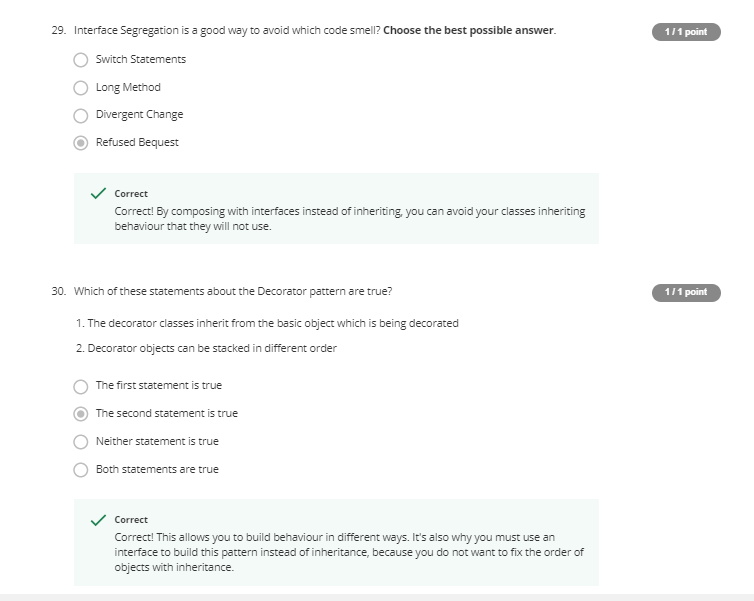 29. Interface Segregation is a good way to avoid which code smell? Choose the best possible answer.
1 / 1 point
Switch Statements
Long Method
Divergent Change
Refused Bequest
Correct
Correct! By composing with interfaces instead of inheriting, you can avoid your classes inheriting
behaviour that they will not use.
30. Which of these statements about the Decorator pattern are true?
1 / 1 point
1. The decorator classes inherit from the basic object which is being decorated
2. Decorator objects can be stacked in different order
The first statement is true
The second statement is true
Neither statement is true
Both statements are true
Correct
Correct! This allows you to build behaviour in different ways. It's also why you must use an
interface to build this pattern instead of inheritance, because you do not want to fix the order of
objects with inheritance.